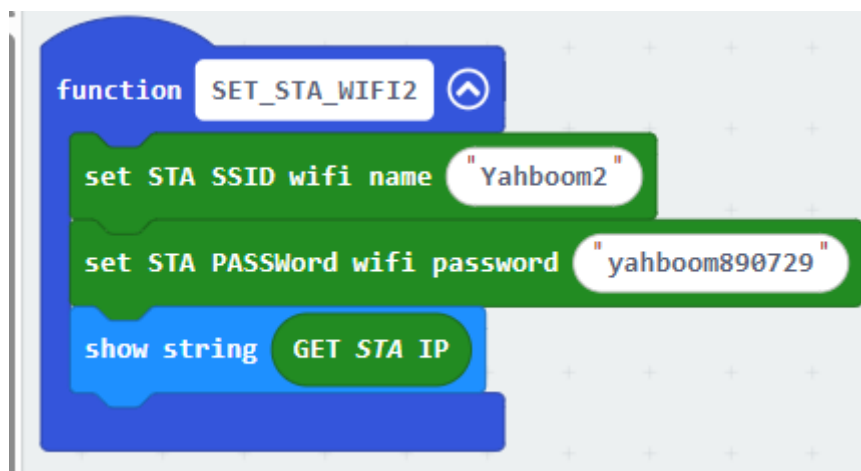 function SET_STA_WIFI2
set STA SSID wifi name "Yahboom2"
set STA PASSWord wifi password "yahboom890729"
show string GET STA IP